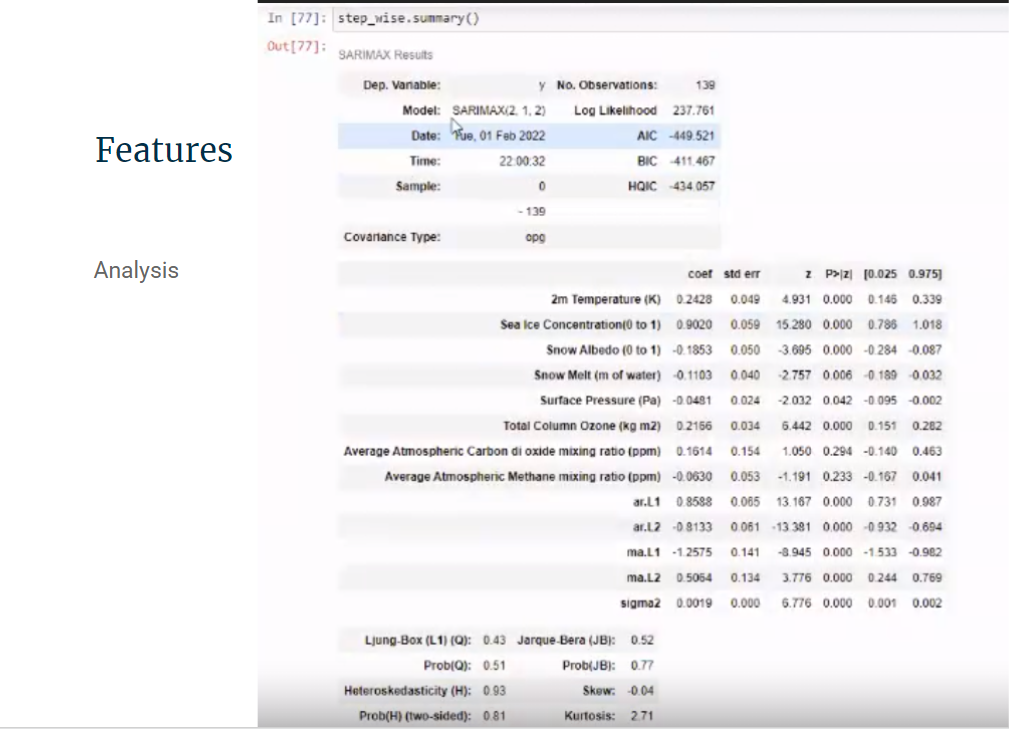 In [77]: step_wise.summary()
Out[77]:
SARIMAX Results
Dep. Variable: y No. Observations: 139
Model: SARIMAX(2, 1, 2) Log Likelihood 237.761
Features
Date: Tue, 01 Feb 2022 AIC -449.521
Time: 22:00:32 BIC -411.467
Sample: 0 HQIC -434.057
- 139
Covariance Type: opg
Analysis
coef std err z P>|z| [0.025 0.975]
2m Temperature (K) 0.2428 0.049 4.931 0.000 0.146 0.339
Sea Ice Concentration(0 to 1) 0.9020 0.059 15.280 0.000 0.786 1.018
Snow Albedo (0 to 1) -0.1853 0.050 -3.695 0.000 -0.284 -0.087
Snow Melt (m of water) -0.1103 0.040 -2.757 0.006 -0.189 -0.032
Surface Pressure (Pa) -0.0481 0.024 -2.032 0.042 -0.095 -0.002
Total Column Ozone (kg m2) 0.2166 0.034 6.442 0.000 0.151 0.282
Average Atmospheric Carbon di oxide mixing ratio (ppm) 0.1614 0.154 1.050 0.294 -0.140 0.463
Average Atmospheric Methane mixing ratio (ppm) -0.0630 0.053 -1.191 0.233 -0.167 0.041
ar.L1 0.8588 0.065 13.167 0.000 0.731 0.987
ar.L2 -0.8133 0.061 -13.381 0.000 -0.932 -0.694
ma.L1 -1.2575 0.141 -8.945 0.000 -1.533 -0.982
ma.L2 0.5064 0.134 3.776 0.000 0.244 0.769
sigma2 0.0019 0.000 6.776 0.000 0.001 0.002
Ljung-Box (L1) (Q): 0.43 Jarque-Bera (JB): 0.52
Prob(Q): 0.51 Prob(JB): 0.77
Heteroskedasticity (H): 0.93 Skew: -0.04
Prob(H) (two-sided): 0.81 Kurtosis: 2.71